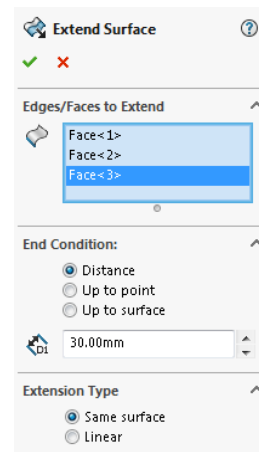 Extend Surface
Edges/Faces to Extend
Face<1>
Face<2>
Face<3>
End Condition:
Distance
Up to point
Up to surface
D1
30.00mm
Extension Type
Same surface
Linear